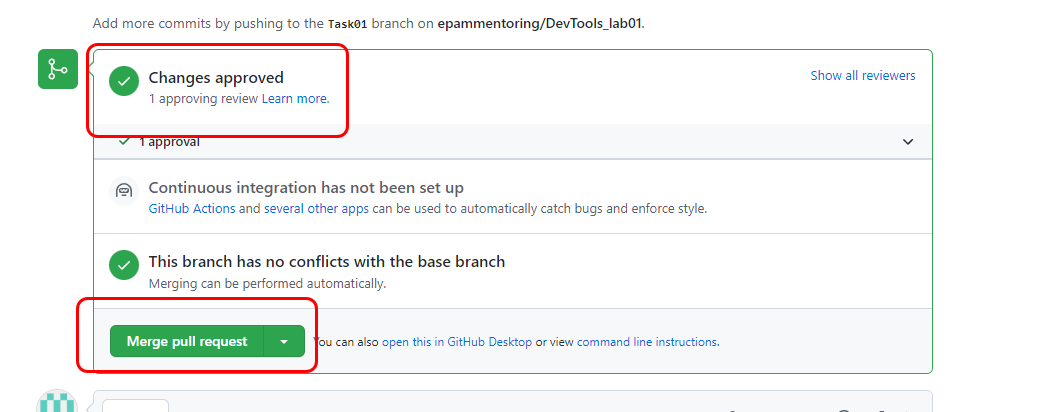 Add more commits by pushing to the Task01 branch on epammentoring/DevTools_lab01.
Changes approved
Show all reviewers
1 approving review Learn more.
1 approval
Continuous integration has not been set up
GitHub Actions and several other apps can be used to automatically catch bugs and enforce style.
This branch has no conflicts with the base branch
Merging can be performed automatically.
Merge pull request
You can also open this in GitHub Desktop or view command line instructions.